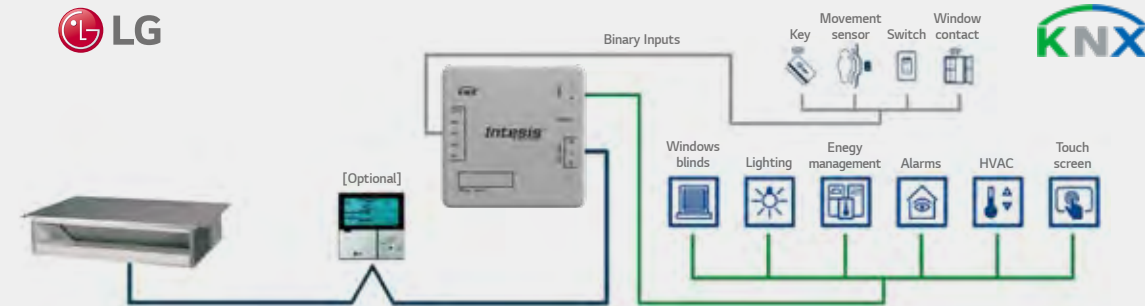 LG
KNX
Binary Inputs
Key
Movement
sensor
Switch
Window
contact
Intesis
[Optional]
Windows
blinds
Lighting
Enegy
management
Alarms
HVAC
Touch
screen